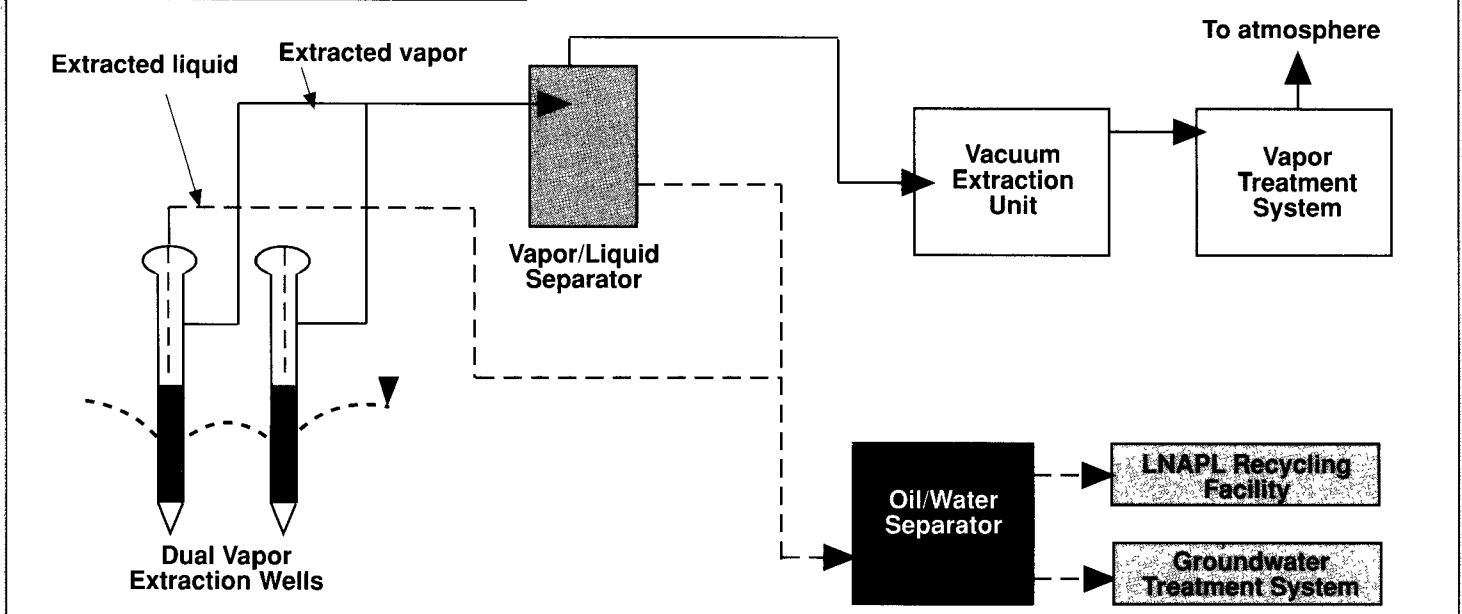 Extracted liquid
Extracted vapor
To atmosphere
Vacuum
Extraction
Unit
Vapor
Treatment
System
Vapor/Liquid
Separator
Oil/Water
Separator
LNAPL Recycling
Facility
Groundwater
Treatment System
Dual Vapor
Extraction Wells